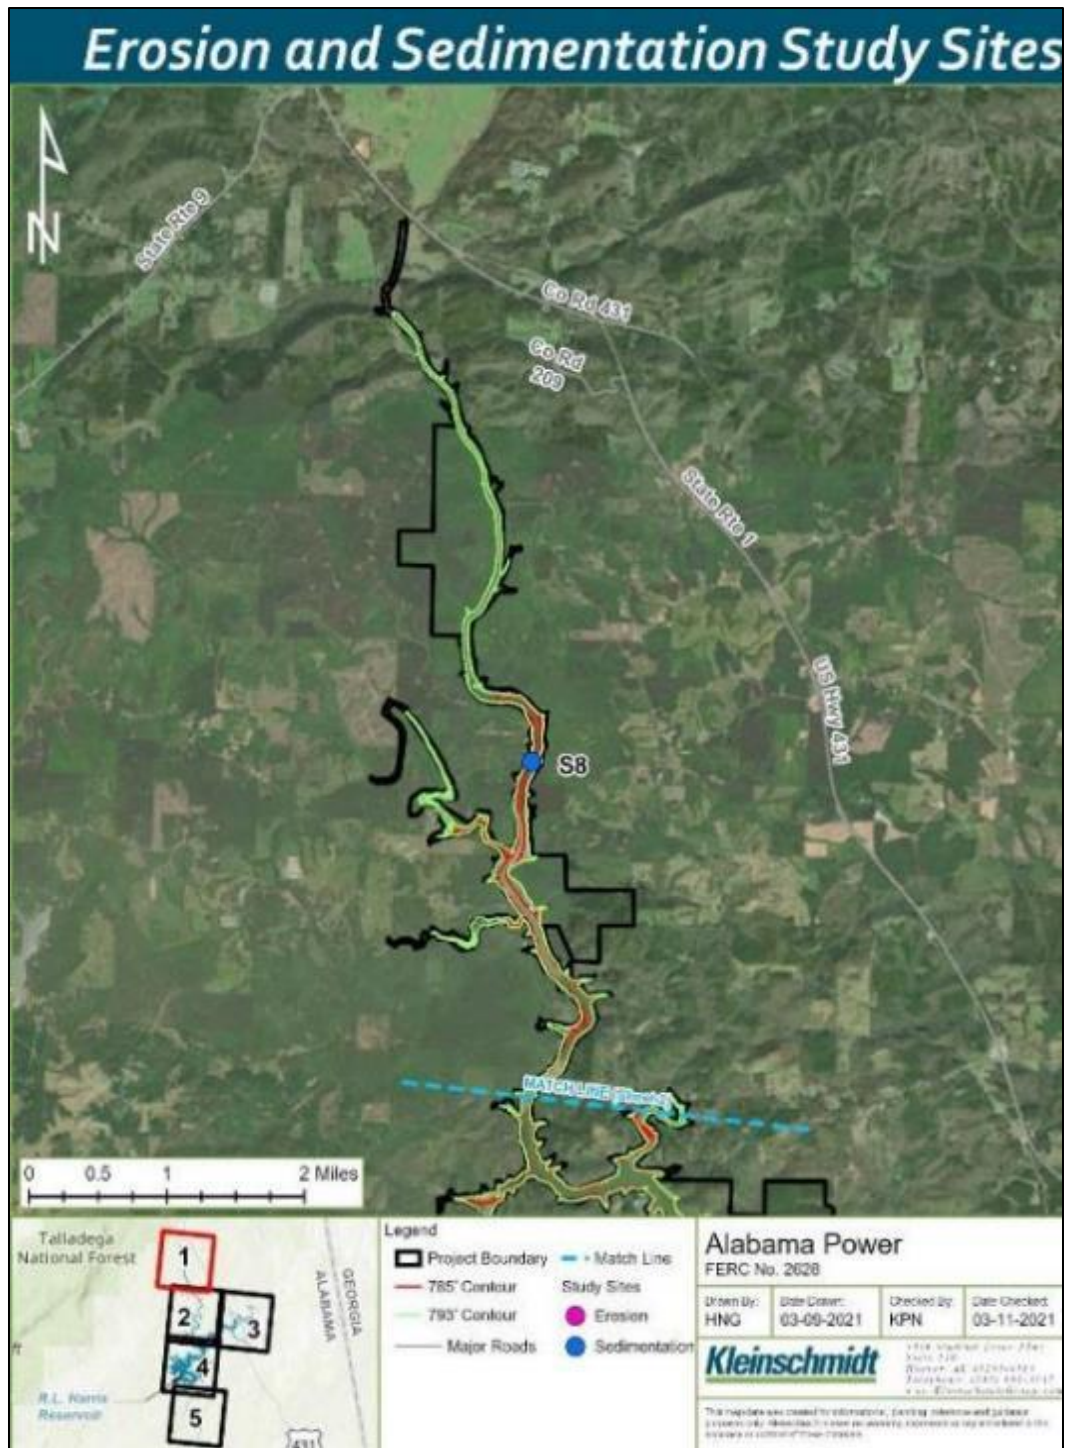 Erosion and Sedimentation Study Sites
N
State Rte 9
Co Rd 431
Co Rd
209
State Rte 1
US Hwy 431
S8
MATCH LINE
0 0.5 1 2 Miles
Talladega
National Forest
1
2
3
4
5
GEORGIA
ALABAMA
R.L. Harris
Reservoir
431
Legend
Project Boundary
Match Line
785' Contour
Study Sites
793' Contour
Erosion
Major Roads
Sedimentation
Alabama Power
FERC No. 2628
Drawn By:
HNG
Date Drawn:
03-09-2021
Checked By:
KPN
Date Checked:
03-11-2021
Kleinschmidt